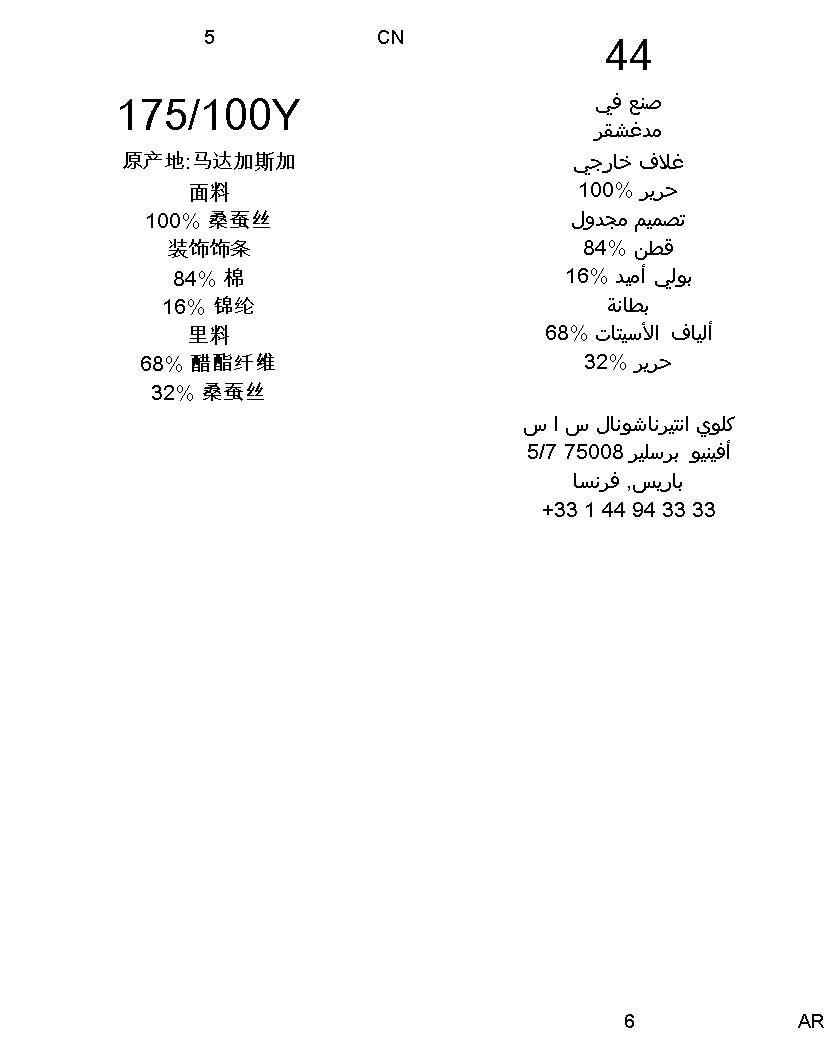 5
CN
175/100Y
原产地:马达加斯加
面料
100% 桑蚕丝
装饰饰条
84% 棉
16% 锦纶
里料
68% 醋酯纤维
32% 桑蚕丝
44
صنع في
مدغشقر
غلاف خارجي
100% حرير
تصميم مجدول
84% قطن
16% بولي أميد
بطانة
68% ألياف الأسيتات
32% حرير
كلوي انتيرناشونال س ا س
5/7 75008 أفينيو برسلير
باريس, فرنسا
+33 1 44 94 33 33
6
AR